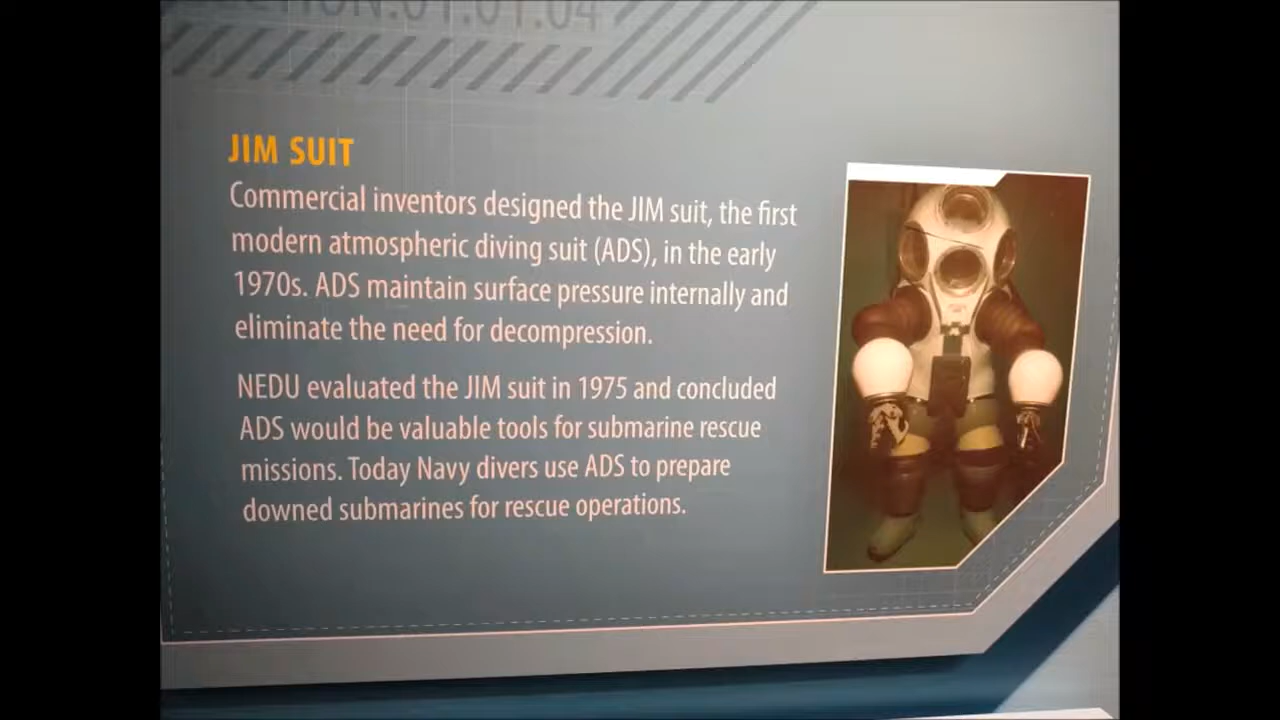 JIM SUIT
Commercial inventors designed the JIM suit, the first
modern atmospheric diving suit (ADS), in the early
1970s. ADS maintain surface pressure internally and
eliminate the need for decompression.
NEDU evaluated the JIM suit in 1975 and concluded
ADS would be valuable tools for submarine rescue
missions. Today Navy divers use ADS to prepare
downed submarines for rescue operations.